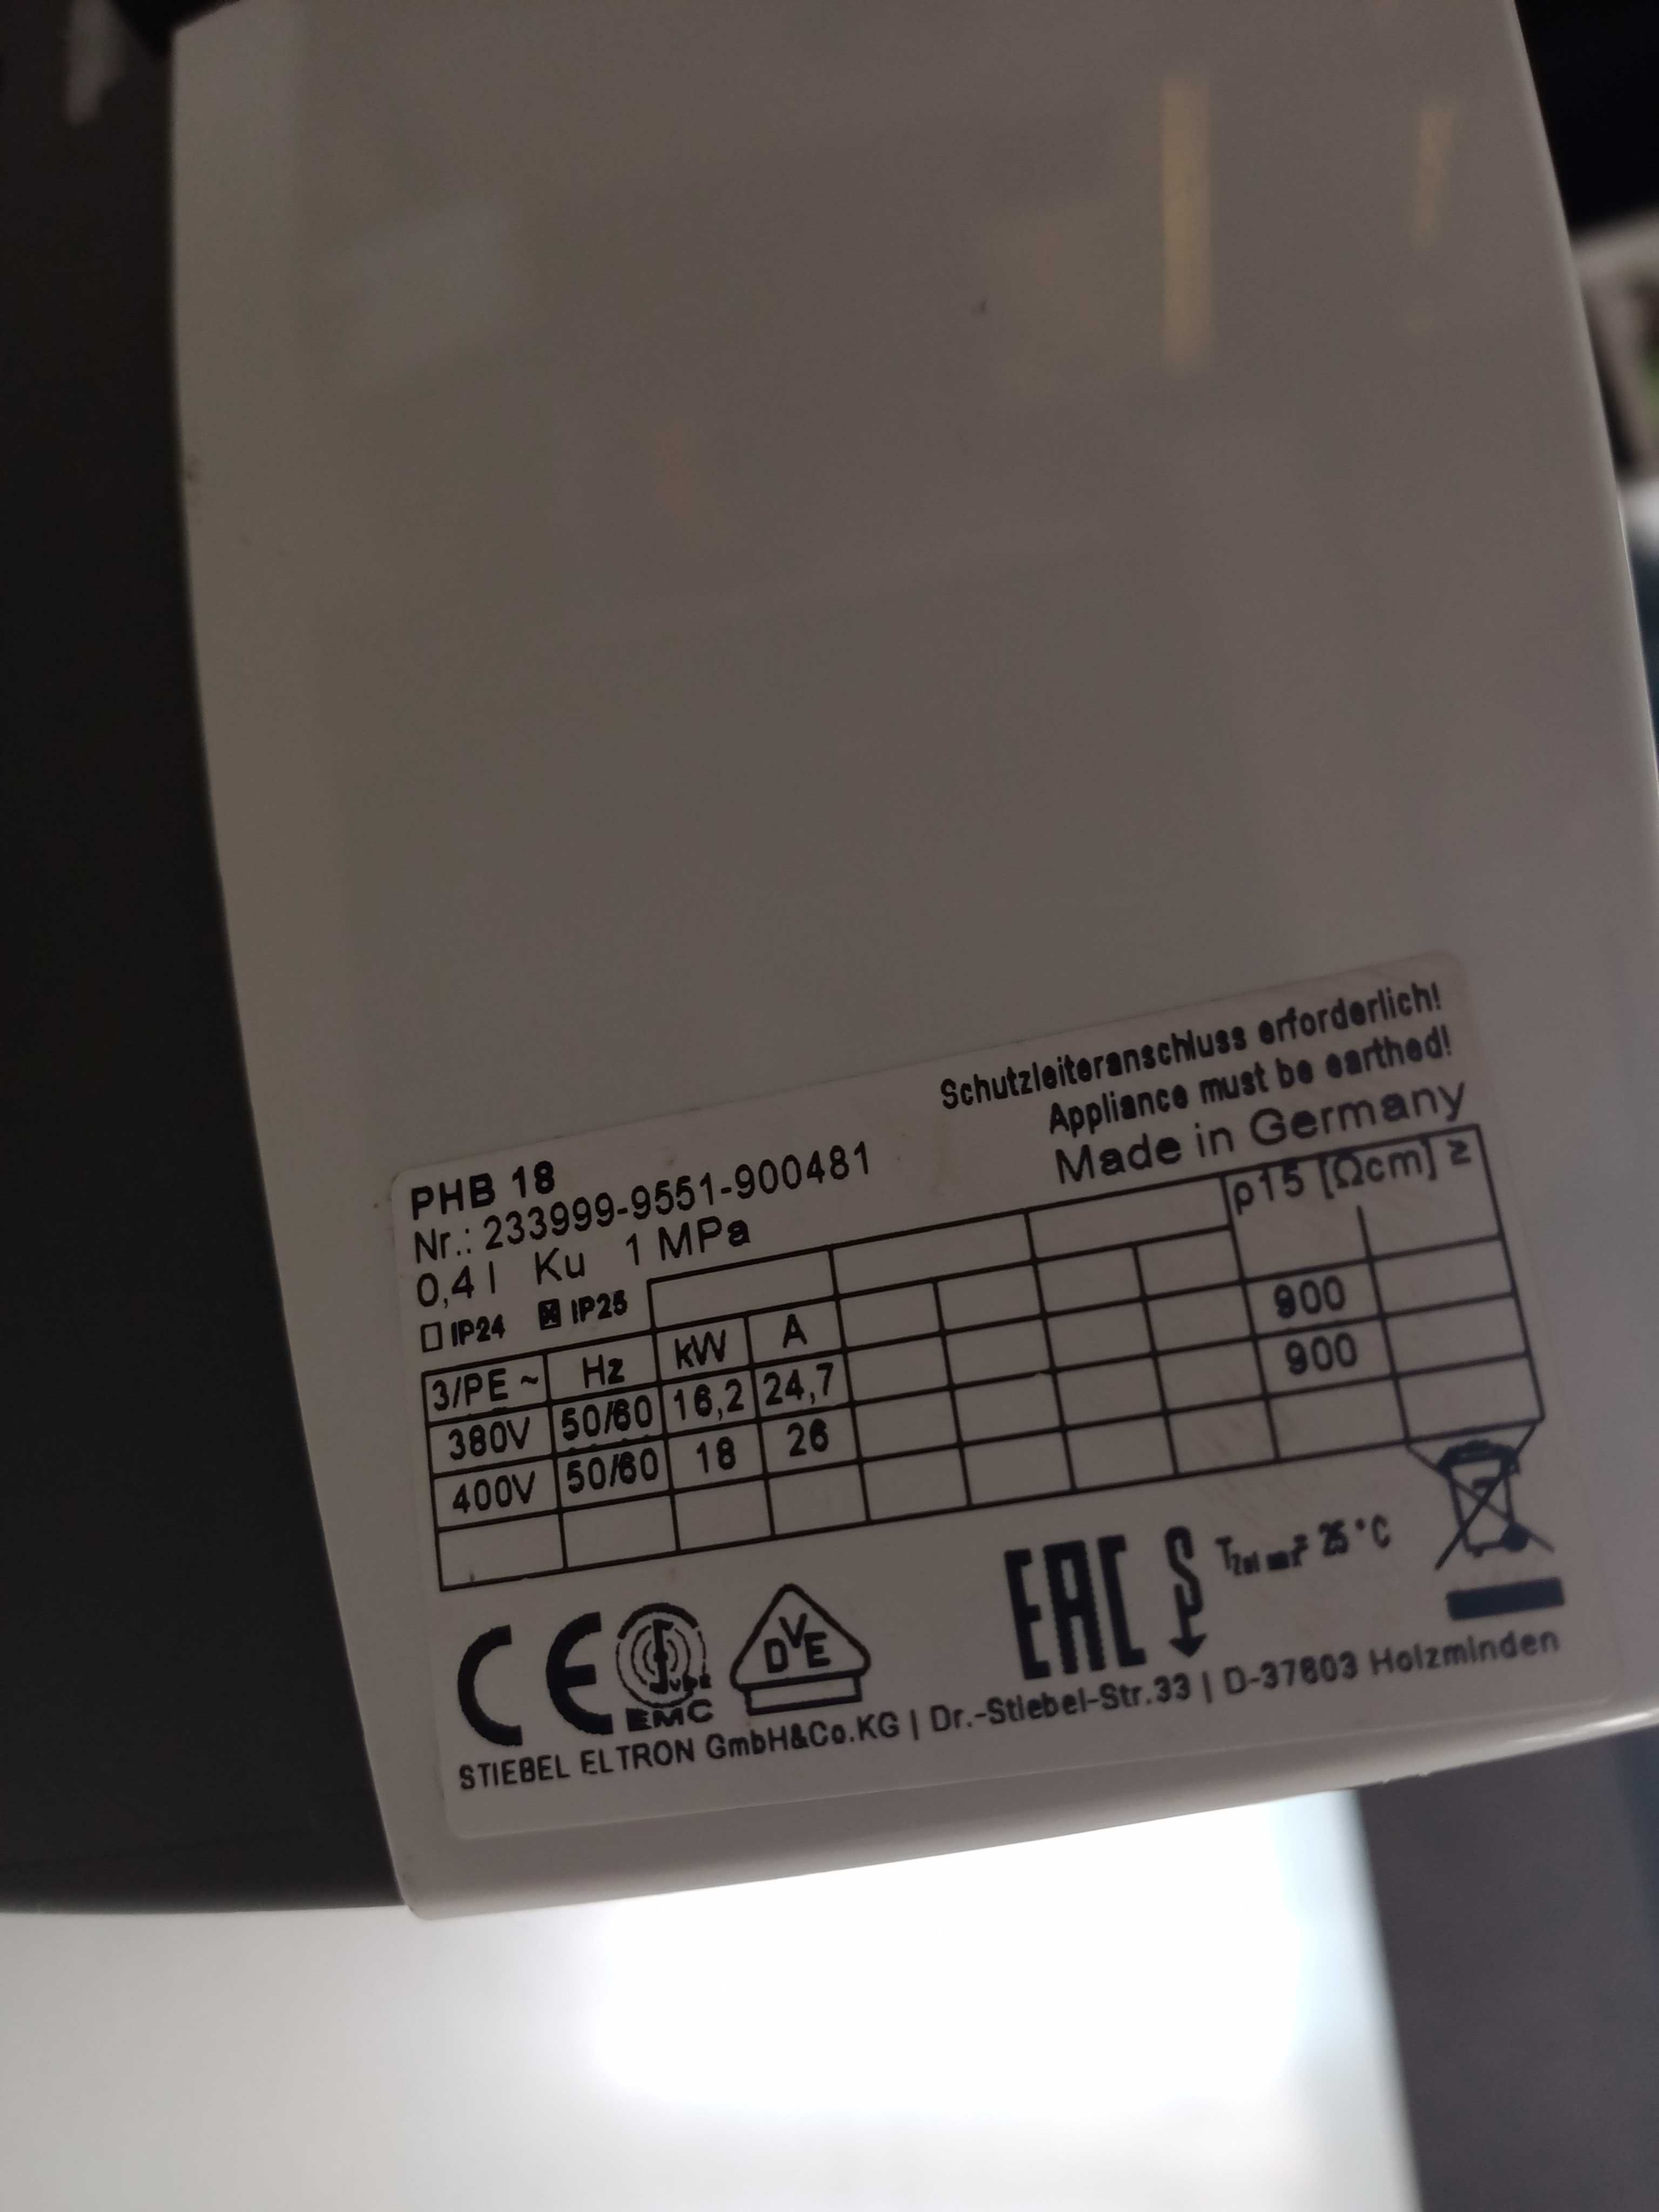 Schutzleiteranschluss erforderlich!
Appliance must be earthed!
Made in Germany
PHB 18
Nr.: 233999-9551-900481
0,4 l Ku 1 MPa
☐ IP24 ☒ IP25
ρ15 [Ωcm] ≥
3/PE ~ Hz kW A
380V 50/60 16,2 24,7 900
400V 50/60 18 26 900
CE
EMC
DVE
EAC
25 °C
STIEBEL ELTRON GmbH&Co.KG | Dr.-Stiebel-Str.33 | D-37603 Holzminden